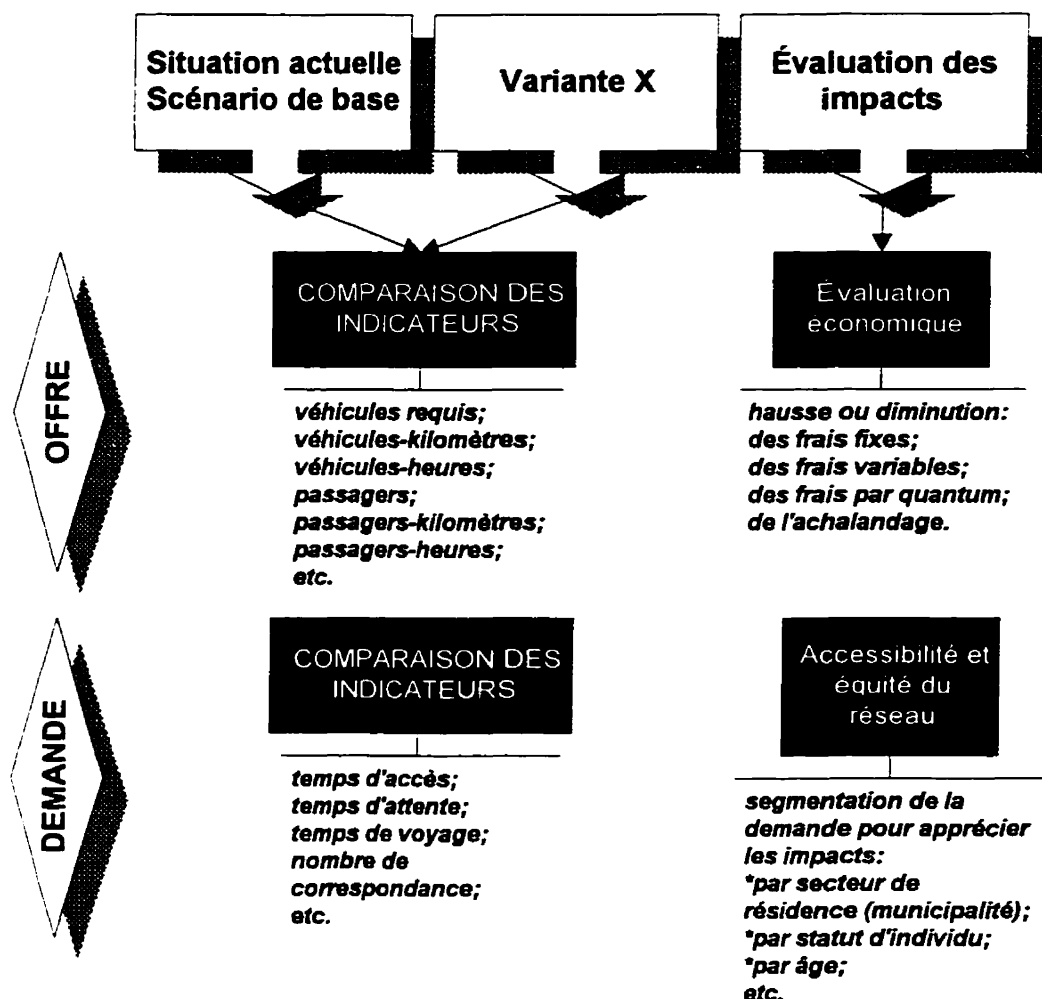 Situation actuelle
Scénario de base
Variante X
Évaluation des
impacts
OFFRE
COMPARAISON DES
INDICATEURS
véhicules requis;
véhicules-kilomètres;
véhicules-heures;
passagers;
passagers-kilomètres;
passagers-heures;
etc.
Évaluation
économique
hausse ou diminution:
des frais fixes;
des frais variables;
des frais par quantum;
de l'achalandage.
DEMANDE
COMPARAISON DES
INDICATEURS
temps d'accès;
temps d'attente;
temps de voyage;
nombre de
correspondance;
etc.
Accessibilité et
équité du
réseau
segmentation de la
demande pour apprécier
les impacts:
*par secteur de
résidence (municipalité);
*par statut d'individu;
*par âge;
etc.